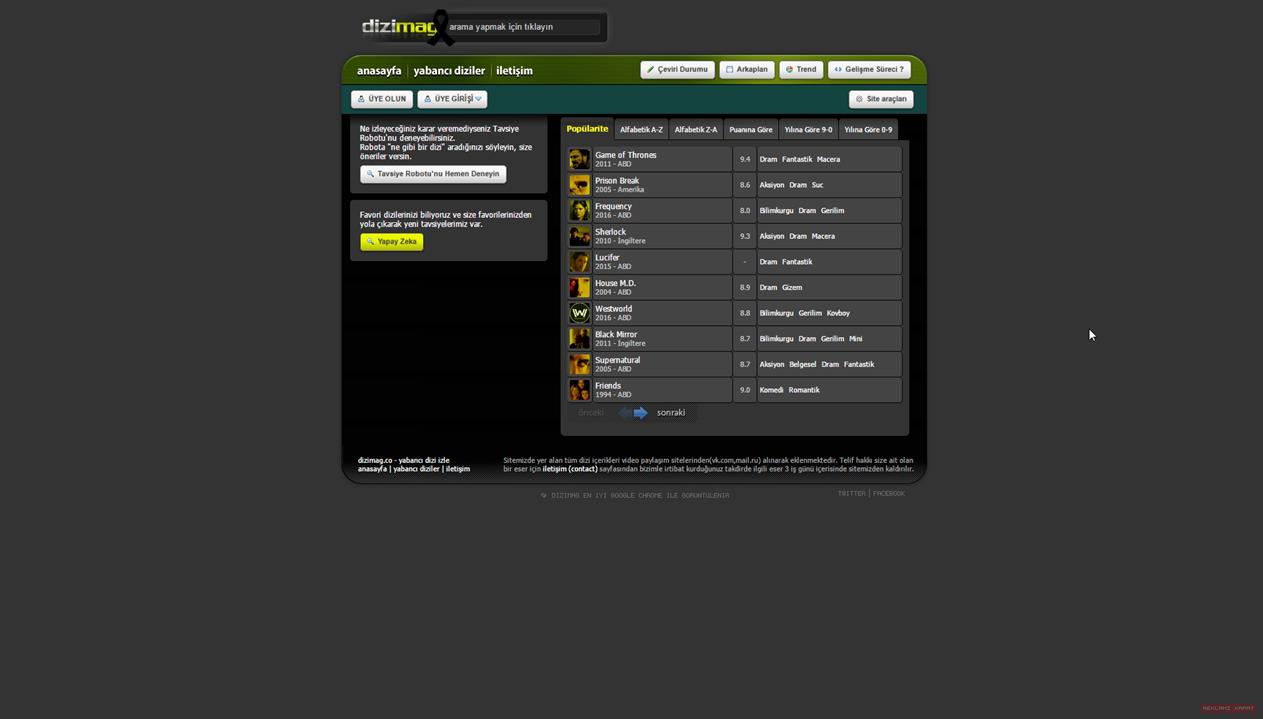 dizimag
arama yapmak için tıklayın
anasayfa
yabancı diziler
iletişim
Çeviri Durumu
Arkaplan
Trend
Gelişme Süreci ?
ÜYE OLUN
ÜYE GİRİŞİ
Site araçları
Ne izleyeceğiniz karar veremediyseniz Tavsiye
Robotu'nu deneyebilirsiniz.
Robota "ne gibi bir dizi" aradığınızı söyleyin, size
öneriler versin.
Tavsiye Robotu'nu Hemen Deneyin
Favori dizilerinizi biliyoruz ve size favorilerinizden
yola çıkarak yeni tavsiyelerimiz var.
Yapay Zeka
Popülarite
Alfabetik A-Z
Alfabetik Z-A
Puanına Göre
Yılına Göre 9-0
Yılına Göre 0-9
Game of Thrones
2011 - ABD
9.4
Dram Fantastik Macera
Prison Break
2005 - Amerika
8.6
Aksiyon Dram Suc
Frequency
2016 - ABD
8.0
Bilimkurgu Dram Gerilim
Sherlock
2010 - İngiltere
9.3
Aksiyon Dram Macera
Lucifer
2015 - ABD
-
Dram Fantastik
House M.D.
2004 - ABD
8.9
Dram Gizem
Westworld
2016 - ABD
8.8
Bilimkurgu Gerilim Kovboy
Black Mirror
2011 - İngiltere
8.7
Bilimkurgu Dram Gerilim Mini
Supernatural
2005 - ABD
8.7
Aksiyon Belgesel Dram Fantastik
Friends
1994 - ABD
9.0
Komedi Romantik
önceki
sonraki
dizimag.co - yabancı dizi izle
anasayfa | yabancı diziler | iletişim
Sitemizde yer alan tüm dizi içerikleri video paylaşım sitelerinden(vk.com,mail.ru) alınarak eklenmektedir. Telif hakkı size ait olan
bir eser için iletişim (contact) sayfasından bizimle irtibat kurduğunuz takdirde ilgili eser 3 iş günü içerisinde sitemizden kaldırılır.
DIZIMAG EN IYI GOOGLE CHROME ILE GORUNTULENIR
TWITTER | FACEBOOK
REKLAMI KAPAT